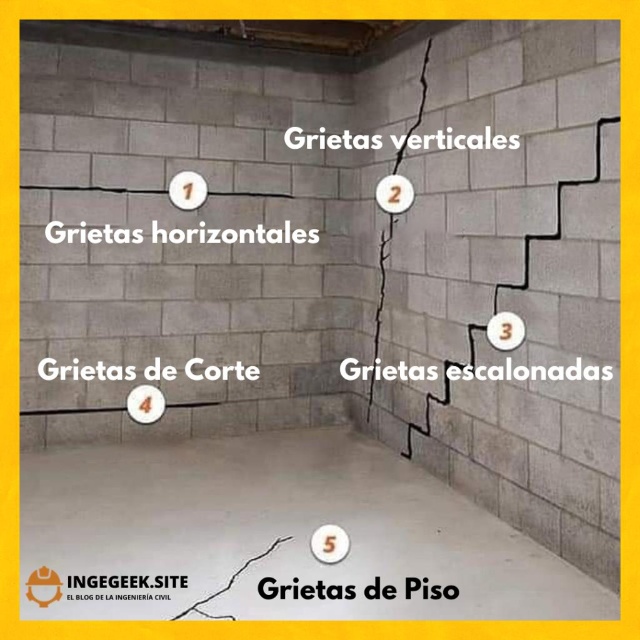 Grietas verticales
1
2
Grietas horizontales
3
Grietas de Corte
Grietas escalonadas
4
5
INGEGEEK.SITE
EL BLOG DE LA INGENIERÍA CIVIL
Grietas de Piso